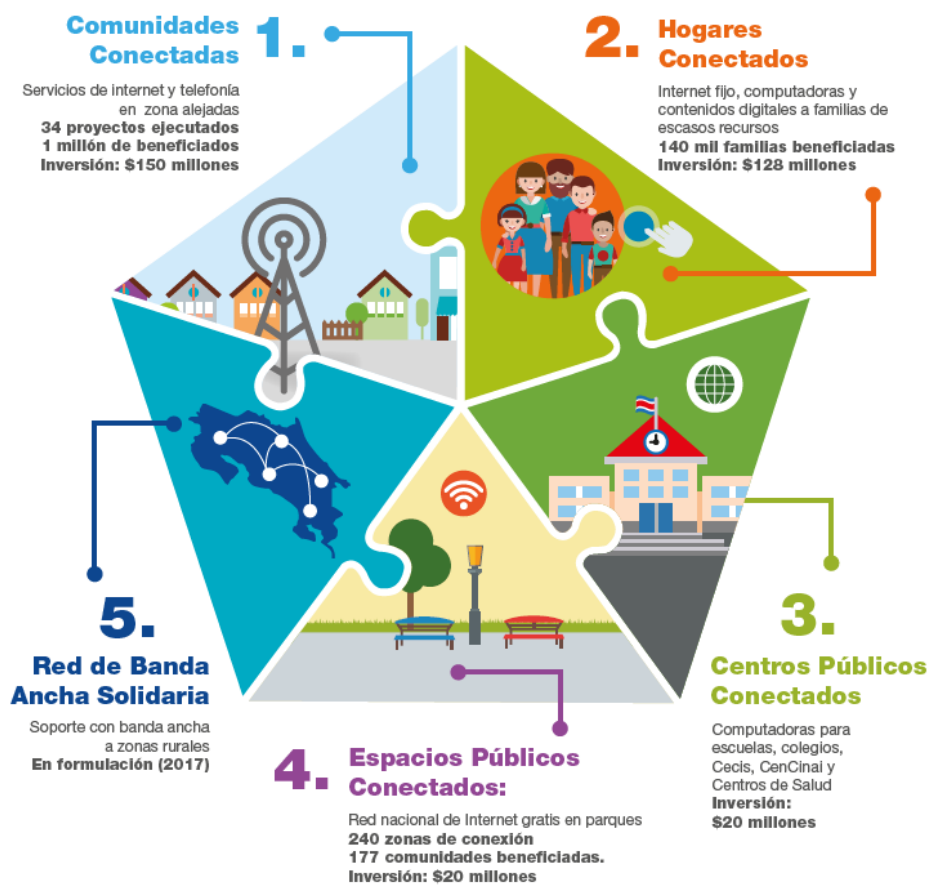 1.
Comunidades
Conectadas
Servicios de internet y telefonía
en zona alejadas
34 proyectos ejecutados
1 millón de beneficiados
Inversión: $150 millones
2.
Hogares
Conectados
Internet fijo, computadoras y
contenidos digitales a familias de
escasos recursos
140 mil familias beneficiadas
Inversión: $128 millones
3.
Centros Públicos
Conectados
Computadoras para
escuelas, colegios,
Cecis, CenCinai y
Centros de Salud
Inversión:
$20 millones
4.
Espacios Públicos
Conectados:
Red nacional de Internet gratis en parques
240 zonas de conexión
177 comunidades beneficiadas.
Inversión: $20 millones
5.
Red de Banda
Ancha Solidaria
Soporte con banda ancha
a zonas rurales
En formulación (2017)